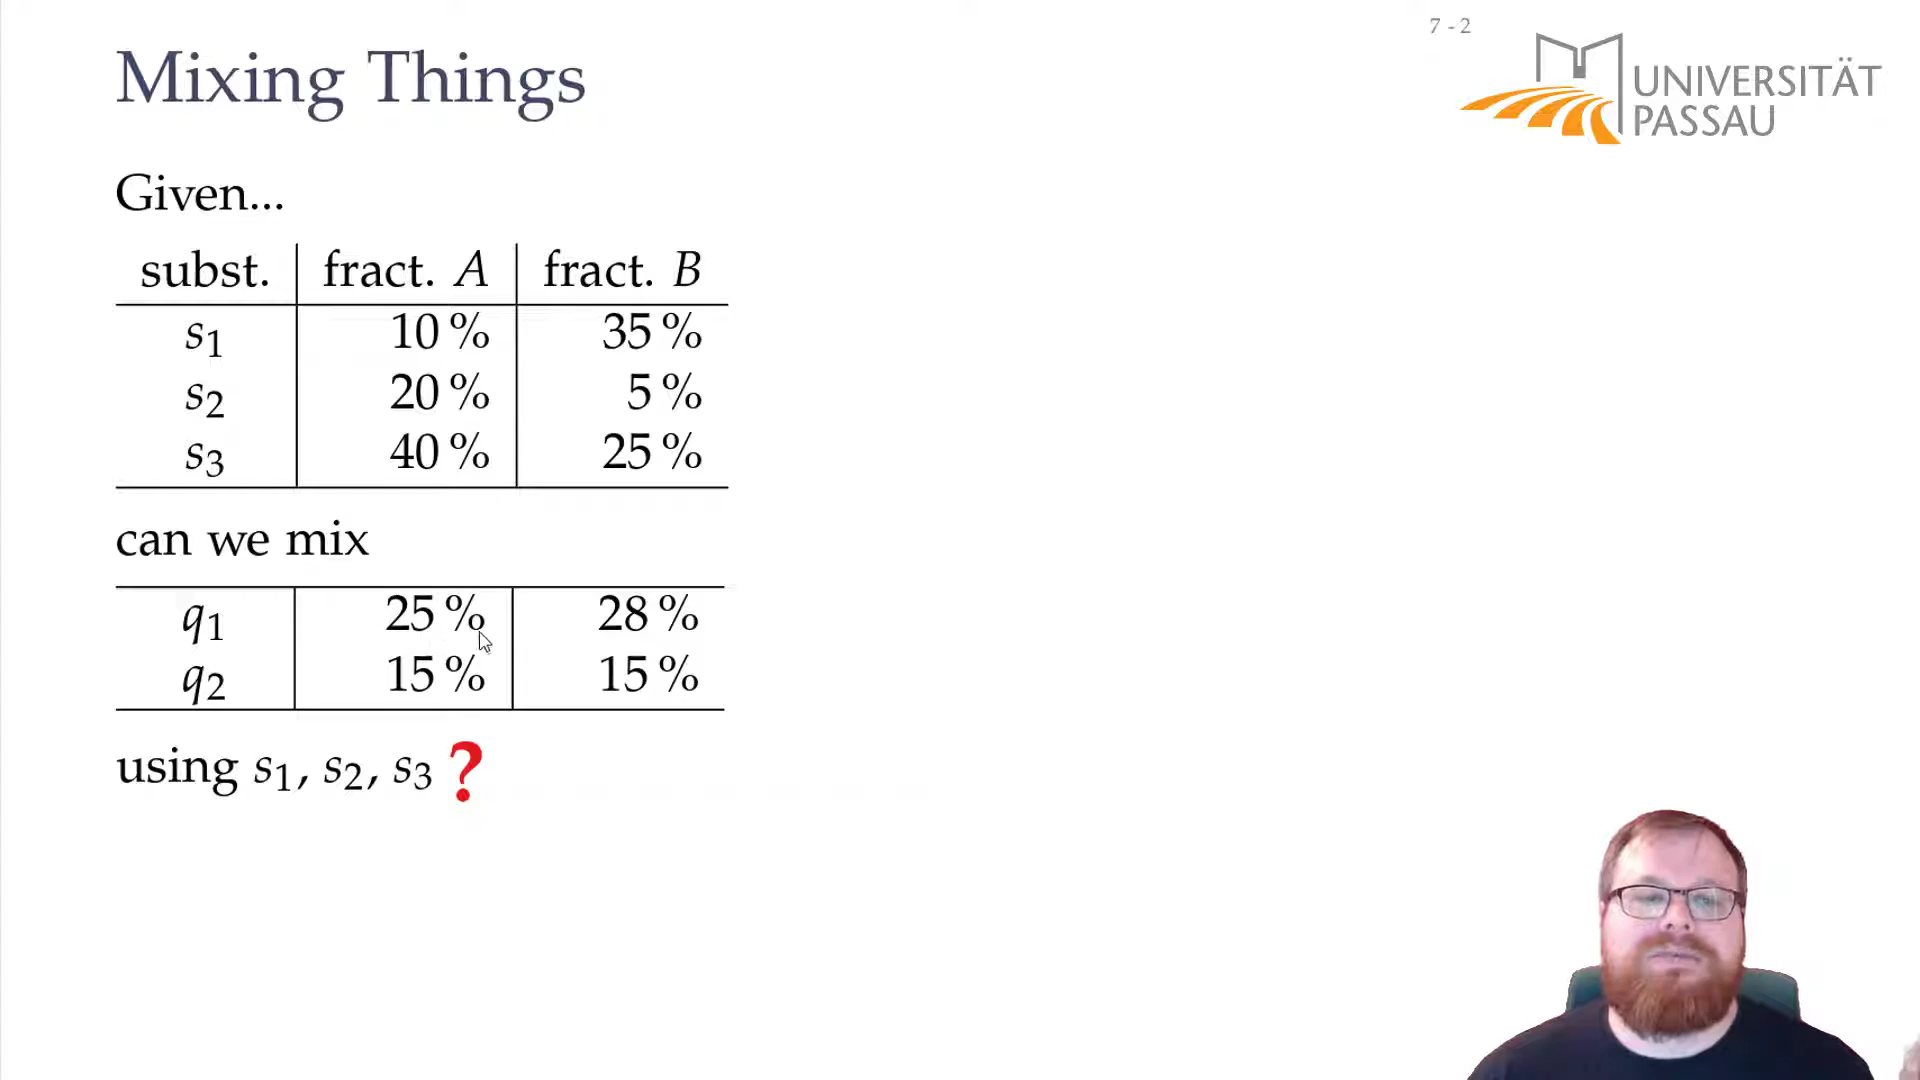 7 - 2
Mixing Things
UNIVERSITÄT
PASSAU
Given...
subst. fract. A fract. B
s1 10 % 35 %
s2 20 % 5 %
s3 40 % 25 %
can we mix
q1 25 % 28 %
q2 15 % 15 %
using s1, s2, s3 ?